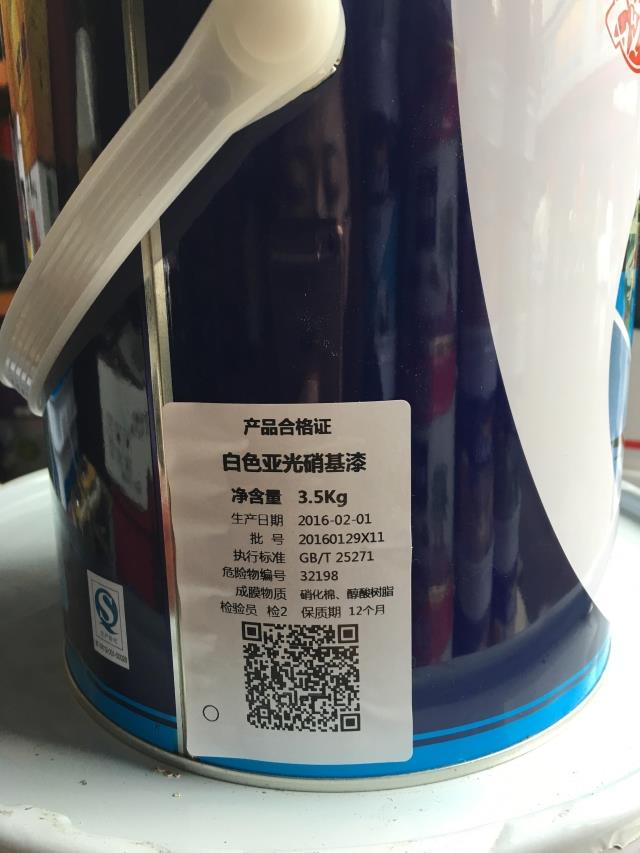 产品合格证
白色亚光硝基漆
净含量 3.5Kg
生产日期 2016-02-01
批 号 20160129X11
执行标准 GB/T 25271
危险物编号 32198
成膜物质 硝化棉、醇酸树脂
检验员 检2 保质期 12个月